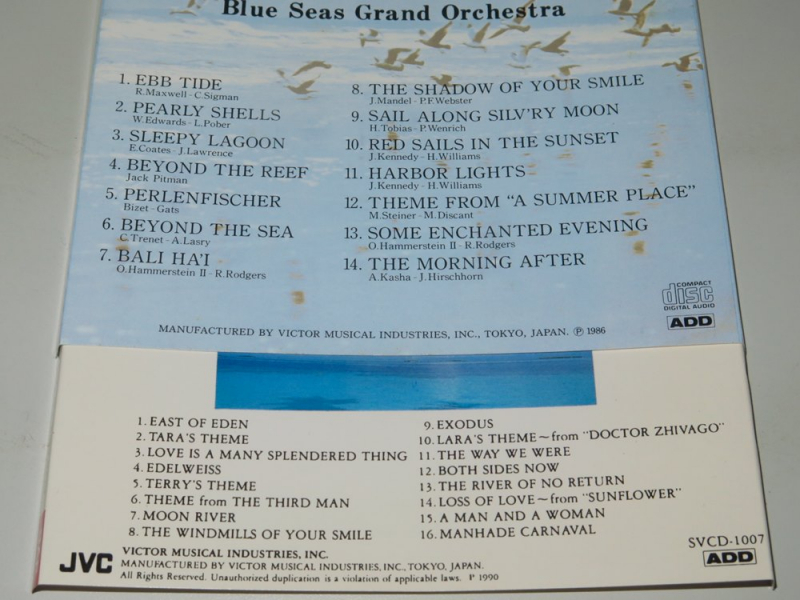 Blue Seas Grand Orchestra
1. EBB TIDE
R.Maxwell - C.Sigman
2. PEARLY SHELLS
W.Edwards - L.Pober
3. SLEEPY LAGOON
E.Coates - J.Lawrence
4. BEYOND THE REEF
Jack Pitman
5. PERLENFISCHER
Bizet - Gats
6. BEYOND THE SEA
C.Trenet - A.Lasry
7. BALI HA'I
O.Hammerstein II - R.Rodgers
8. THE SHADOW OF YOUR SMILE
J.Mandel - P.F.Webster
9. SAIL ALONG SILV'RY MOON
H.Tobias - P.Wenrich
10. RED SAILS IN THE SUNSET
J.Kennedy - H.Williams
11. HARBOR LIGHTS
J.Kennedy - H.Williams
12. THEME FROM "A SUMMER PLACE"
M.Steiner - M.Discant
13. SOME ENCHANTED EVENING
O.Hammerstein II - R.Rodgers
14. THE MORNING AFTER
A.Kasha - J.Hirschhorn
COMPACT
disc
DIGITAL AUDIO
ADD
MANUFACTURED BY VICTOR MUSICAL INDUSTRIES, INC., TOKYO, JAPAN. Ⓟ 1986
1. EAST OF EDEN
2. TARA'S THEME
3. LOVE IS A MANY SPLENDERED THING
4. EDELWEISS
5. TERRY'S THEME
6. THEME from THE THIRD MAN
7. MOON RIVER
8. THE WINDMILLS OF YOUR SMILE
9. EXODUS
10. LARA'S THEME~from "DOCTOR ZHIVAGO"
11. THE WAY WE WERE
12. BOTH SIDES NOW
13. THE RIVER OF NO RETURN
14. LOSS OF LOVE~from "SUNFLOWER"
15. A MAN AND A WOMAN
16. MANHADE CARNAVAL
SVCD-1007
ADD
JVC
VICTOR MUSICAL INDUSTRIES, INC.
MANUFACTURED BY VICTOR MUSICAL INDUSTRIES, INC., TOKYO, JAPAN.
All Rights Reserved. Unauthorized duplication is a violation of applicable laws. P 1990